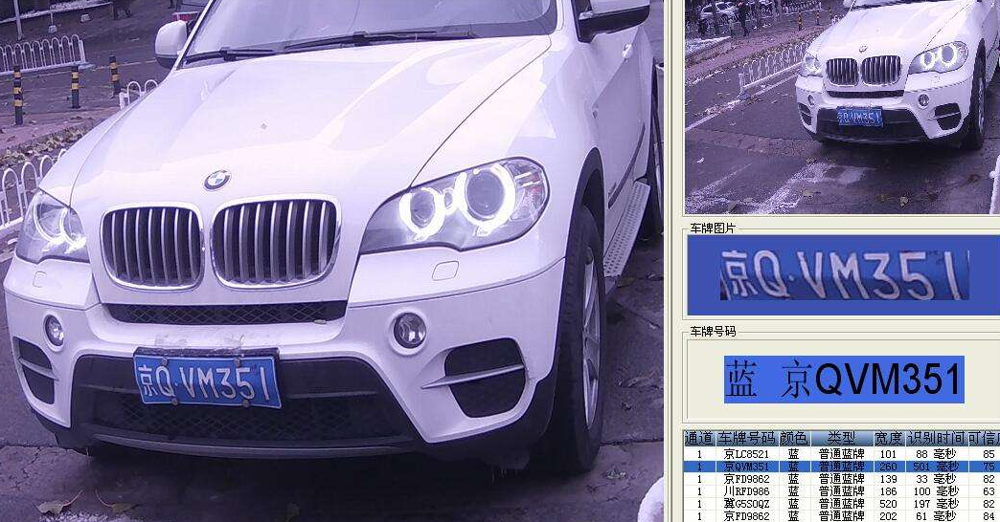 京Q·VM351
京QVM351
车牌图片
京Q·VM351
车牌号码
蓝 京QVM351
通道 车牌号码 颜色 类型 宽度 识别时间 可信
1 京LC8521 蓝 普通蓝牌 101 88 毫秒 85
1 京QVM351 蓝 普通蓝牌 260 501 毫秒 75
1 京FD9862 蓝 普通蓝牌 139 33 毫秒 82
1 川RFD986 蓝 普通蓝牌 186 100 毫秒 63
1 冀G5S0QZ 蓝 普通蓝牌 520 197 毫秒 82
1 京FD9862 蓝 普通蓝牌 202 61 毫秒 84